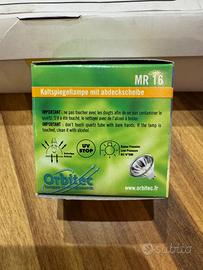 MR 16
Kaltspiegellampe mit abdeckscheibe
IMPORTANT : ne pas toucher avec les doigts afin de ne pas contaminer le
quartz. S'il a été touché, le nettoyer avec de l'alcool à brûler.
IMPORTANT : don't touch quartz tube with bare hands. If the lamp is
touched, clean it with alcohol.
UV
STOP
Low Pressure
Orbitec
www.orbitec.fr
subito